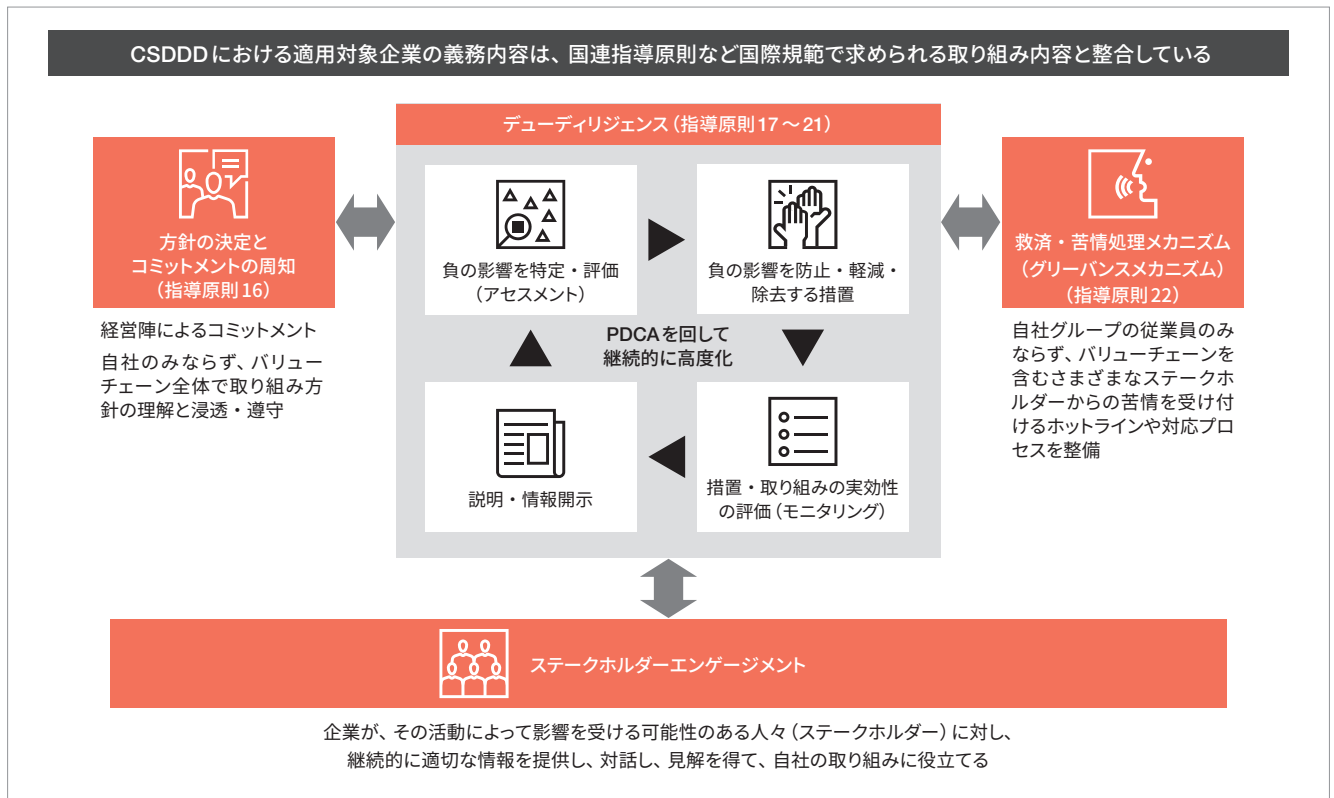 CSDDDにおける適用対象企業の義務内容は、国連指導原則など国際規範で求められる取り組み内容と整合している
デューディリジェンス(指導原則17～21)
方針の決定と
コミットメントの周知
(指導原則16)
経営陣によるコミットメント
自社のみならず、バリュー
チェーン全体で取り組み方
針の理解と浸透・遵守
負の影響を特定・評価
(アセスメント)
負の影響を防止・軽減・
除去する措置
PDCAを回して
継続的に高度化
説明・情報開示
措置・取り組みの実効性
の評価(モニタリング)
救済・苦情処理メカニズム
(グリーバンスメカニズム)
(指導原則22)
自社グループの従業員のみ
ならず、バリューチェーンを
含むさまざまなステークホ
ルダーからの苦情を受け付
けるホットラインや対応プロ
セスを整備
ステークホルダーエンゲージメント
企業が、その活動によって影響を受ける可能性のある人々(ステークホルダー)に対し、
継続的に適切な情報を提供し、対話し、見解を得て、自社の取り組みに役立てる